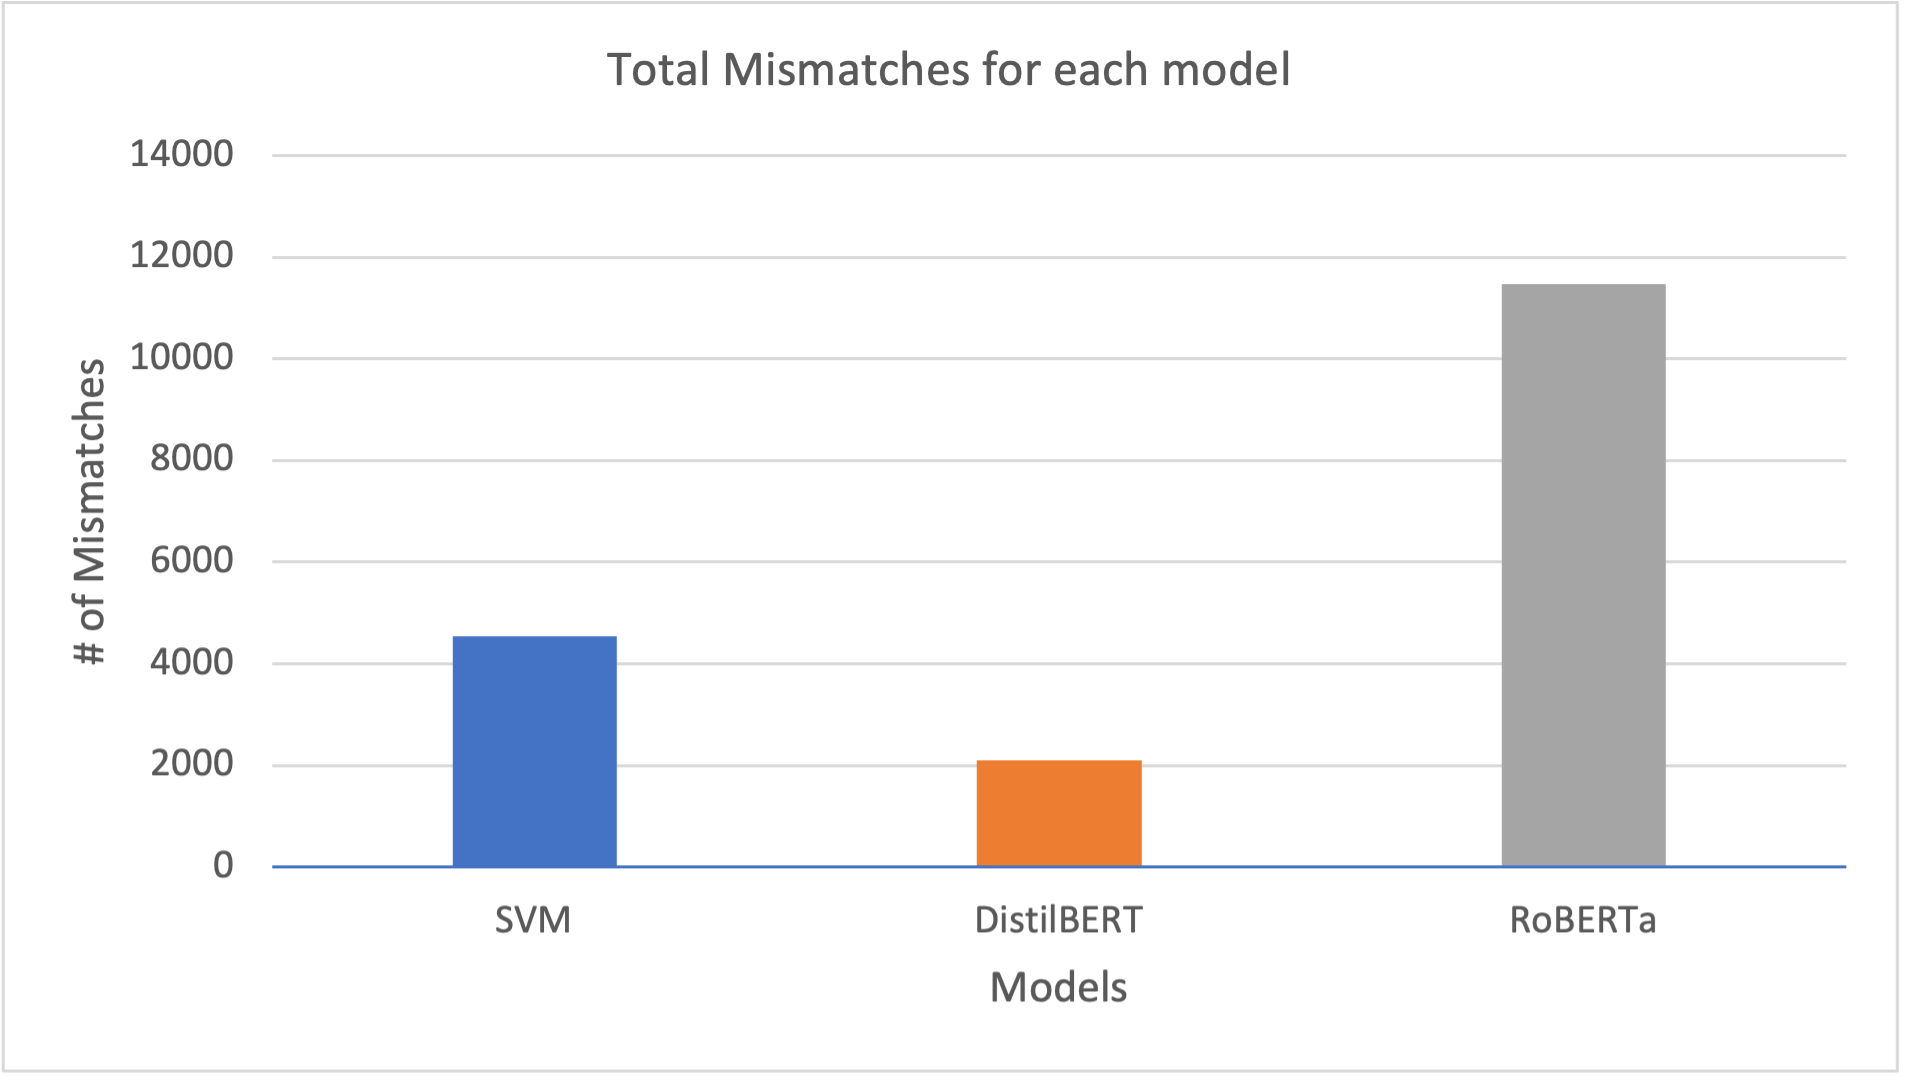 Total Mismatches for each model
14000
12000
10000
8000
6000
4000
2000
0
# of Mismatches
SVM
DistilBERT
RoBERTa
Models